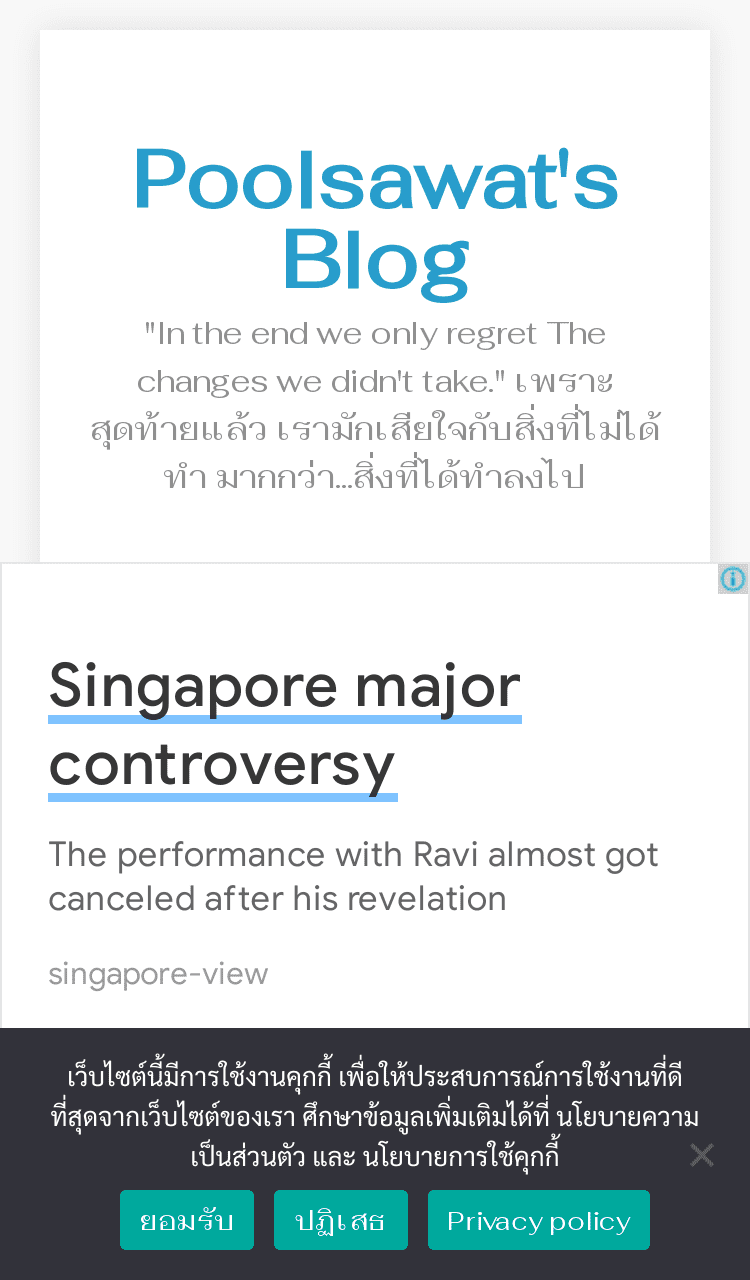 Poolsawat's
Blog
"In the end we only regret The
changes we didn't take." เพราะ
สุดท้ายแล้ว เรามักเสียใจกับสิ่งที่ไม่ได้
ทำ มากกว่า...สิ่งที่ได้ทำลงไป
Singapore major
controversy
The performance with Ravi almost got
canceled after his revelation
singapore-view
เว็บไซต์นี้มีการใช้งานคุกกี้ เพื่อให้ประสบการณ์การใช้งานที่ดี
ที่สุดจากเว็บไซต์ของเรา ศึกษาข้อมูลเพิ่มเติมได้ที่ นโยบายความ
เป็นส่วนตัว และ นโยบายการใช้คุกกี้
ยอมรับ ปฏิเสธ Privacy policy